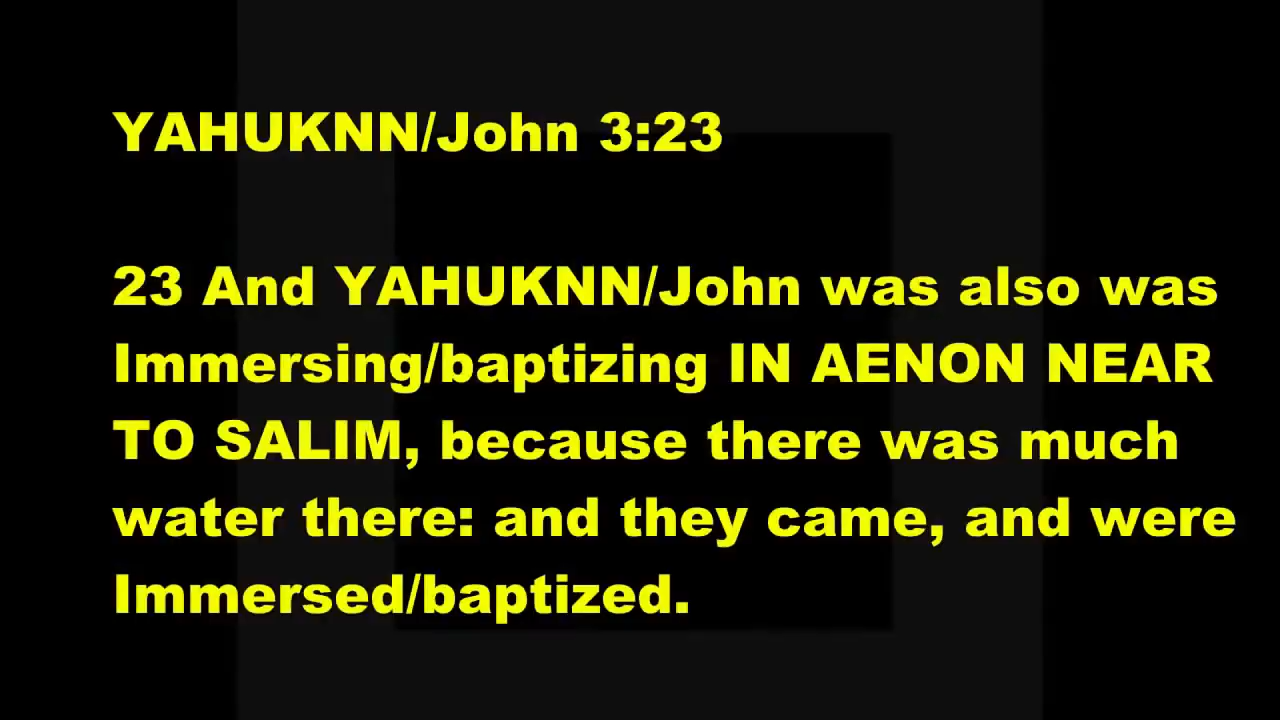 YAHUKNN/John 3:23
23 And YAHUKNN/John was also was
Immersing/baptizing IN AENON NEAR
TO SALIM, because there was much
water there: and they came, and were
Immersed/baptized.